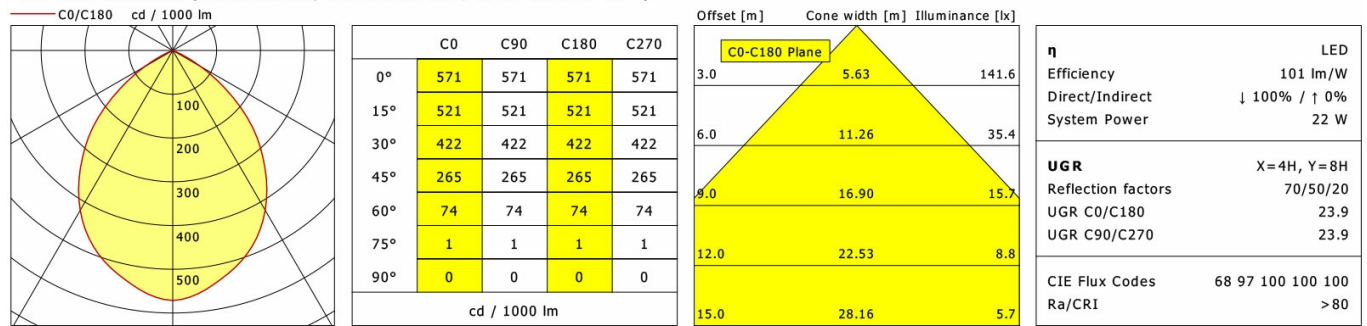 C0/C180 cd / 1000 lm
100
200
300
400
500
C0 C90 C180 C270
0° 571 571 571 571
15° 521 521 521 521
30° 422 422 422 422
45° 265 265 265 265
60° 74 74 74 74
75° 1 1 1 1
90° 0 0 0 0
cd / 1000 lm
Offset [m] Cone width [m] Illuminance [lx]
C0-C180 Plane
3.0 5.63 141.6
6.0 11.26 35.4
9.0 16.90 15.7
12.0 22.53 8.8
15.0 28.16 5.7
η LED
Efficiency 101 lm/W
Direct/Indirect ↓ 100% / ↑ 0%
System Power 22 W
UGR X=4H, Y=8H
Reflection factors 70/50/20
UGR C0/C180 23.9
UGR C90/C270 23.9
CIE Flux Codes 68 97 100 100 100
Ra/CRI >80